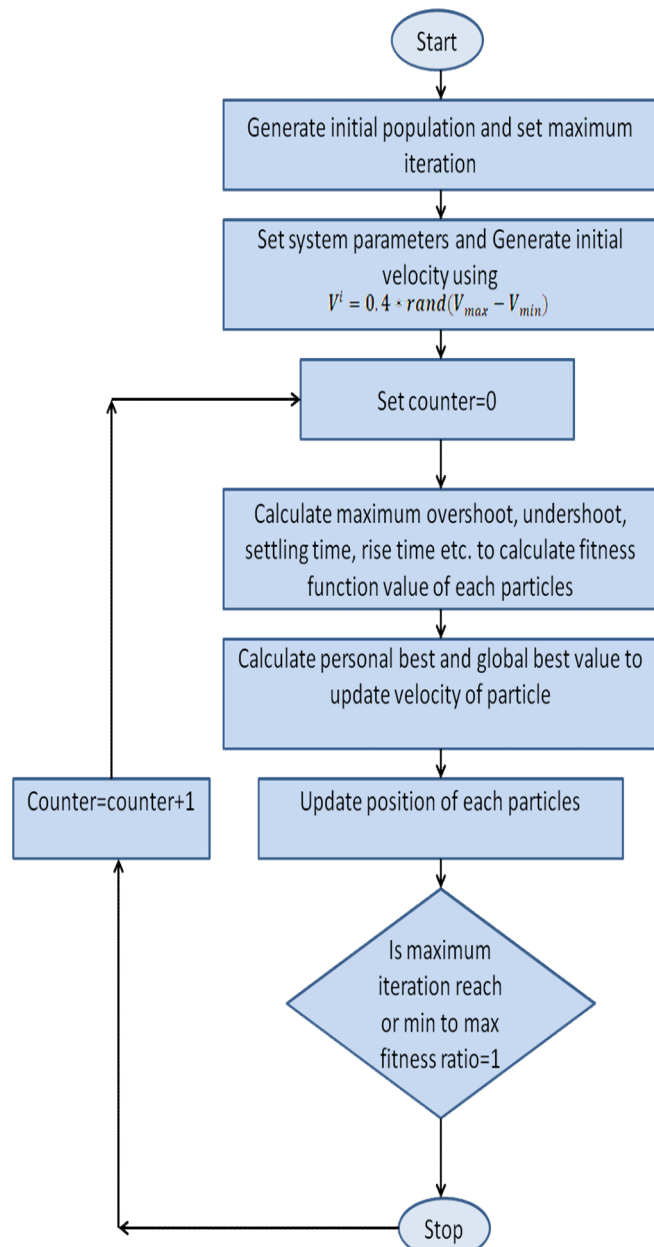 Start
Generate initial population and set maximum
iteration
Set system parameters and Generate initial
velocity using
V^i = 0.4 * rand(V_max − V_min)
Set counter=0
Calculate maximum overshoot, undershoot,
settling time, rise time etc. to calculate fitness
function value of each particles
Calculate personal best and global best value to
update velocity of particle
Counter=counter+1
Update position of each particles
Is maximum
iteration reach
or min to max
fitness ratio=1
Stop